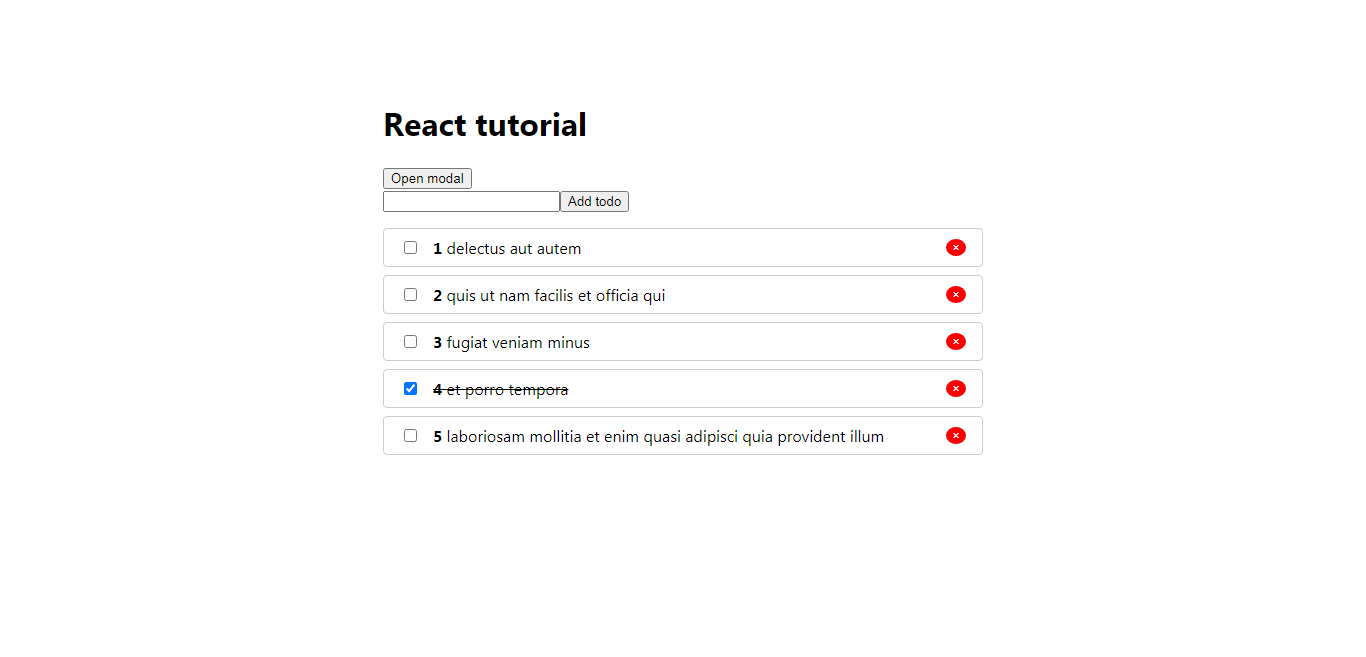 React tutorial
Open modal
Add todo
1 delectus aut autem
2 quis ut nam facilis et officia qui
3 fugiat veniam minus
4 et porro tempora
5 laboriosam mollitia et enim quasi adipisci quia provident illum